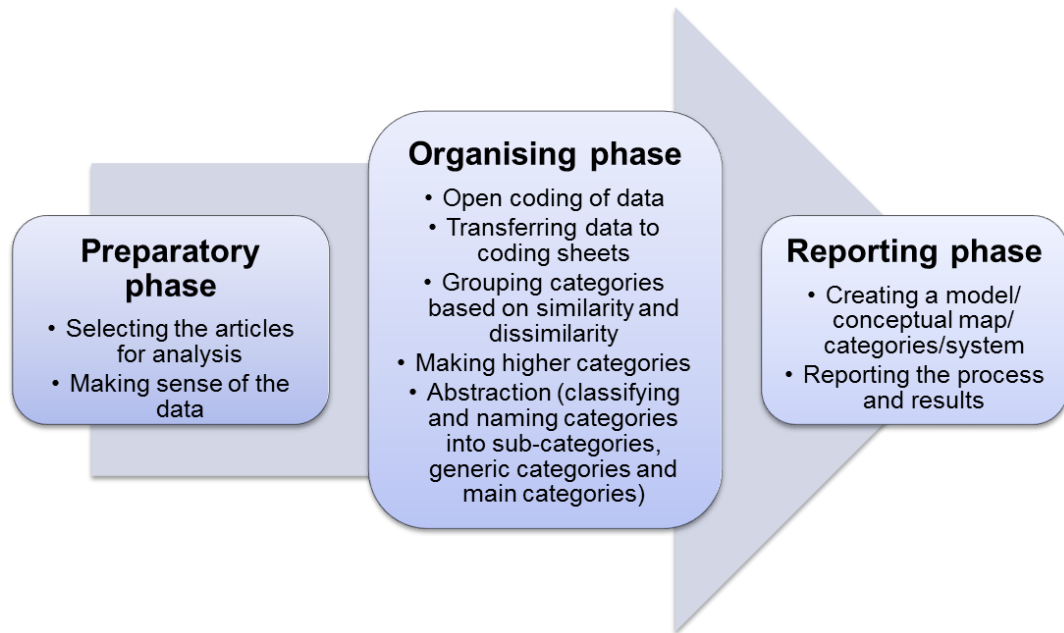 Preparatory
phase
• Selecting the articles
for analysis
• Making sense of the
data
Organising phase
• Open coding of data
• Transferring data to
coding sheets
• Grouping categories
based on similarity and
dissimilarity
• Making higher categories
• Abstraction (classifying
and naming categories
into sub-categories,
generic categories and
main categories)
Reporting phase
• Creating a model/
conceptual map/
categories/system
• Reporting the process
and results